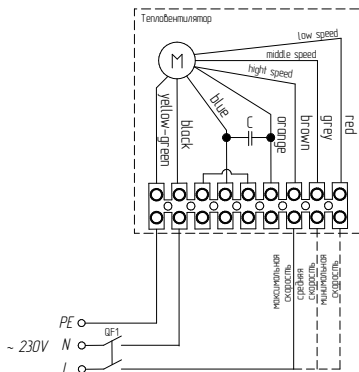 Тепловентилятор
low speed
middle speed
hight speed
M
yellow-green
black
blue
C
orange
brown
grey
red
максимальная
скорость
средняя
скорость
минимальная
скорость
PE
QF1
~ 230V N
L